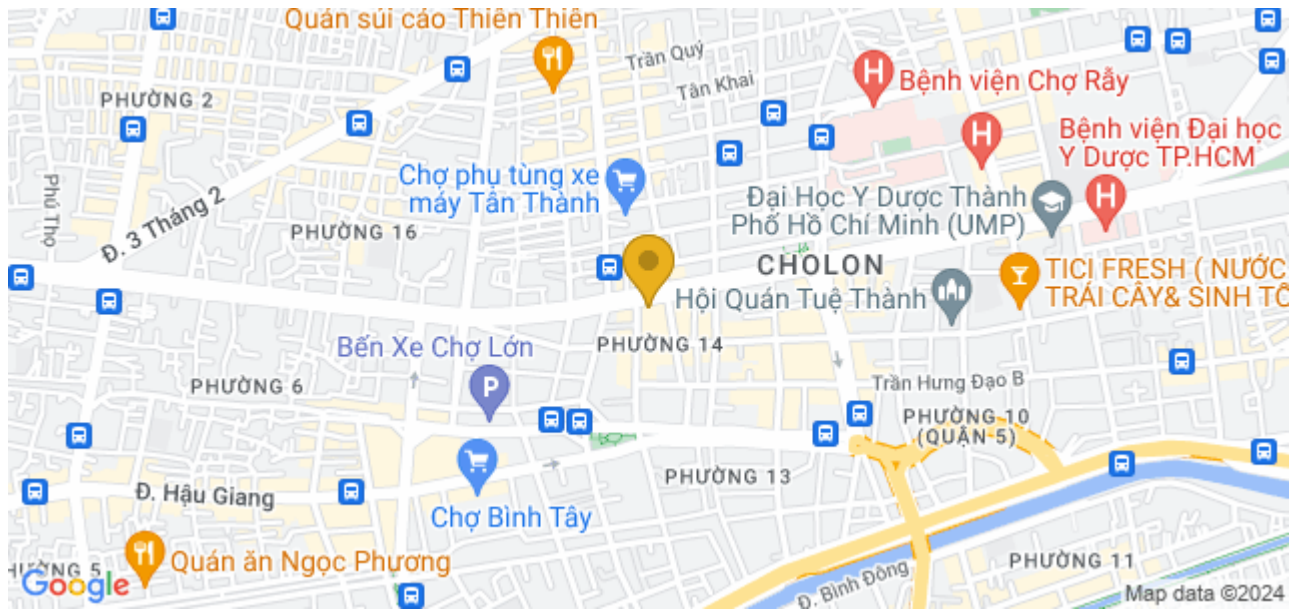 Quán súi cáo Thiên Thiên
Trần Quý
Tân Khai
PHƯỜNG 2
Bệnh viện Chợ Rẫy
Bệnh viện Đại học
Y Dược TP.HCM
Chợ phụ tùng xe
máy Tân Thành
Phú Thọ
Đ. 3 Tháng 2
PHƯỜNG 16
Đại Học Y Dược Thành
Phố Hồ Chí Minh (UMP)
CHOLON
TICI FRESH ( NƯỚC
TRÁI CÂY& SINH TỐ
Hội Quán Tuệ Thành
PHƯỜNG 14
Bến Xe Chợ Lớn
P
PHƯỜNG 6
Trần Hưng Đạo B
PHƯỜNG 10
(QUẬN 5)
PHƯỜNG 13
Đ. Hậu Giang
Chợ Bình Tây
Quán ăn Ngọc Phương
PHƯỜNG 11
Đ. Bình Đông
Google
Map data ©2024